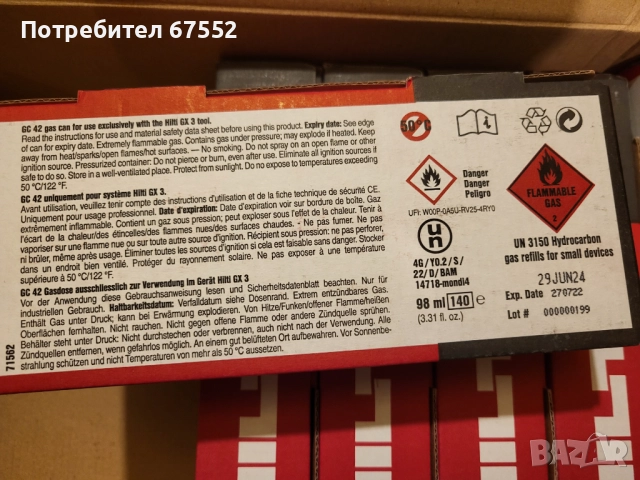 Потребител 67552
GC 42 gas can for use exclusively with the Hilti GX 3 tool.
Read the instructions for use and material safety data sheet before using this product. Expiry date: See edge
of can for expiry date. Extremely flammable gas. Contains gas under pressure; may explode if heated. Keep
away from heat/sparks/open flames/hot surfaces. — No smoking. Do not spray on an open flame or other
ignition source. Pressurized container: Do not pierce or burn, even after use. Eliminate all ignition sources if
safe to do so. Store in a well-ventilated place. Protect from sunlight. Do no expose to temperatures exceeding
50 °C/122 °F.
GC 42 uniquement pour système Hilti GX 3.
Avant utilisation, veuillez tenir compte des instructions d'utilisation et de la fiche technique de sécurité CE.
Uniquement pour usage professionnel. Date d'expiration: Date d'expiration voir sur bordure de boîte. Gaz
extrêmement inflammable. Contient un gaz sous pression; peut exploser sous l'effet de la chaleur. Tenir à
l'écart de la chaleur/des étincelles/des flammes nues/des surfaces chaudes. - Ne pas fumer. Ne pas
vaporiser sur une flamme nue ou sur toute autre source d'ignition. Récipient sous pression: ne pas perforer,
ni brûler, même après usage. Éliminer toutes les sources d'ignition si cela est faisable sans danger. Stocker
dans un endroit bien ventilé. Protéger du rayonnement solaire. Ne pas exposer à une température
supérieure à 50 °C/122 °F.
GC 42 Gasdose ausschliesslich zur Verwendung im Gerät Hilti GX 3
Vor der Anwendung diese Gebrauchsanweisung lesen und Sicherheitsdatenblatt beachten. Nur für
industriellen Gebrauch. Verfallsdatum: Verfalldatum siehe Dosenrand. Extrem entzündbares Gas.
Enthält Gas unter Druck: kann bei Erwärmung explodieren. Von Hitze/Funken/offener Flamme/heißen
Oberflächen fernhalten. Nicht rauchen. Nicht gegen offene Flamme oder andere Zündquelle sprühen.
Behälter steht unter Druck: Nicht durchstechen oder verbrennen, auch nicht nach der Verwendung. Alle
Zündquellen entfernen, wenn gefahrlos möglich. An einem gut belüfteten Ort aufbewahren. Vor Sonnenbe-
strahlung schützen und nicht Temperaturen von mehr als 50 °C aussetzen.
71562
50°C
Danger
Danger
Peligro
UFI: W00P-0A5U-RV25-4RY0
un
4G/Y0.2/S/
22/D/BAM
14718-mondi4
98 ml 140 e
(3.31 fl. oz.)
FLAMMABLE
GAS
2
UN 3150 Hydrocarbon
gas refills for small devices
29JUN24
Exp. Date 270722
Lot # 000000199
BAZAR